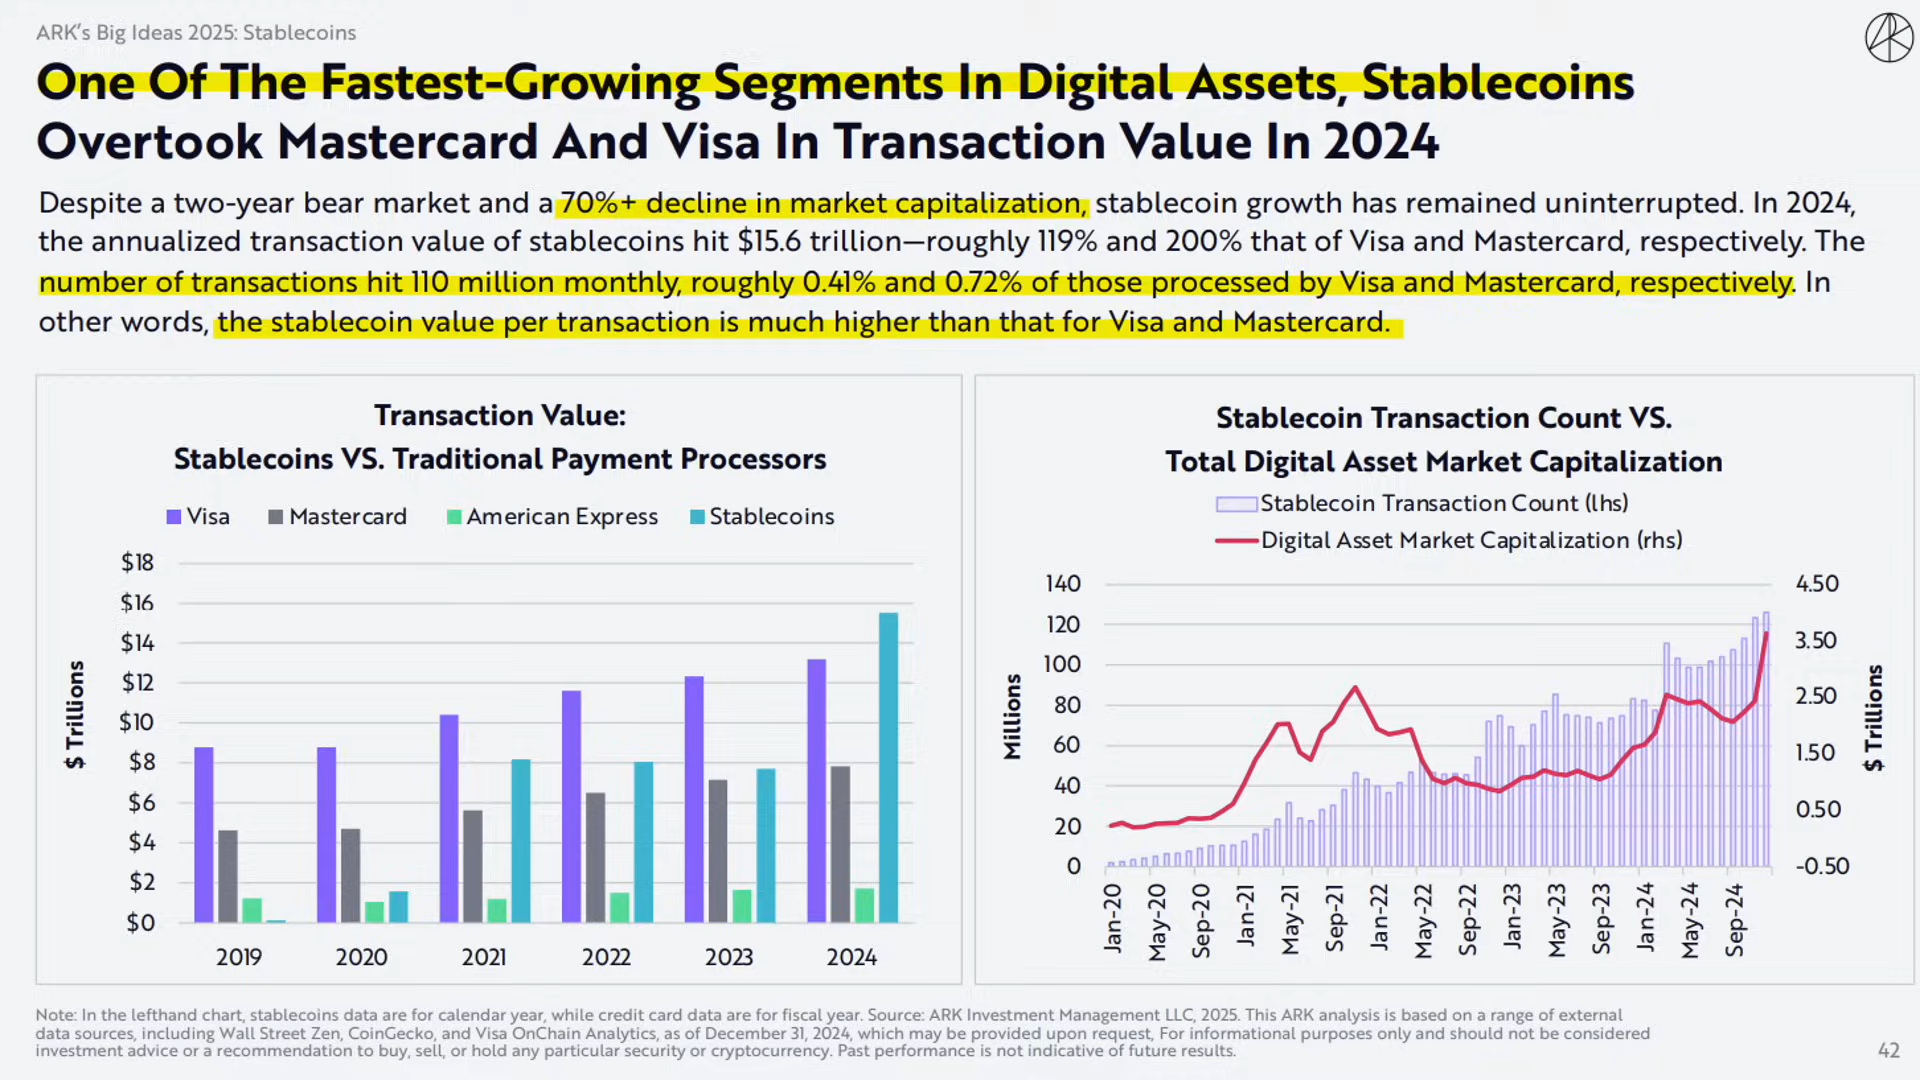 ARK's Big Ideas 2025: Stablecoins
One Of The Fastest-Growing Segments In Digital Assets, Stablecoins
Overtook Mastercard And Visa In Transaction Value In 2024
Despite a two-year bear market and a 70%+ decline in market capitalization, stablecoin growth has remained uninterrupted. In 2024,
the annualized transaction value of stablecoins hit $15.6 trillion—roughly 119% and 200% that of Visa and Mastercard, respectively. The
number of transactions hit 110 million monthly, roughly 0.41% and 0.72% of those processed by Visa and Mastercard, respectively. In
other words, the stablecoin value per transaction is much higher than that for Visa and Mastercard.
Transaction Value:
Stablecoins VS. Traditional Payment Processors
Visa
Mastercard
American Express
Stablecoins
$18
$16
$14
$12
$10
$8
$6
$4
$2
$0
$ Trillions
2019
2020
2021
2022
2023
2024
Stablecoin Transaction Count VS.
Total Digital Asset Market Capitalization
Stablecoin Transaction Count (lhs)
Digital Asset Market Capitalization (rhs)
140
120
100
80
60
40
20
0
Millions
4.50
3.50
2.50
1.50
0.50
-0.50
$ Trillions
Jan-20
May-20
Sep-20
Jan-21
May-21
Sep-21
Jan-22
May-22
Sep-22
Jan-23
May-23
Sep-23
Jan-24
May-24
Sep-24
Note: In the lefthand chart, stablecoins data are for calendar year, while credit card data are for fiscal year. Source: ARK Investment Management LLC, 2025. This ARK analysis is based on a range of external
data sources, including Wall Street Zen, CoinGecko, and Visa OnChain Analytics, as of December 31, 2024, which may be provided upon request, For informational purposes only and should not be considered
investment advice or a recommendation to buy, sell, or hold any particular security or cryptocurrency. Past performance is not indicative of future results.
42